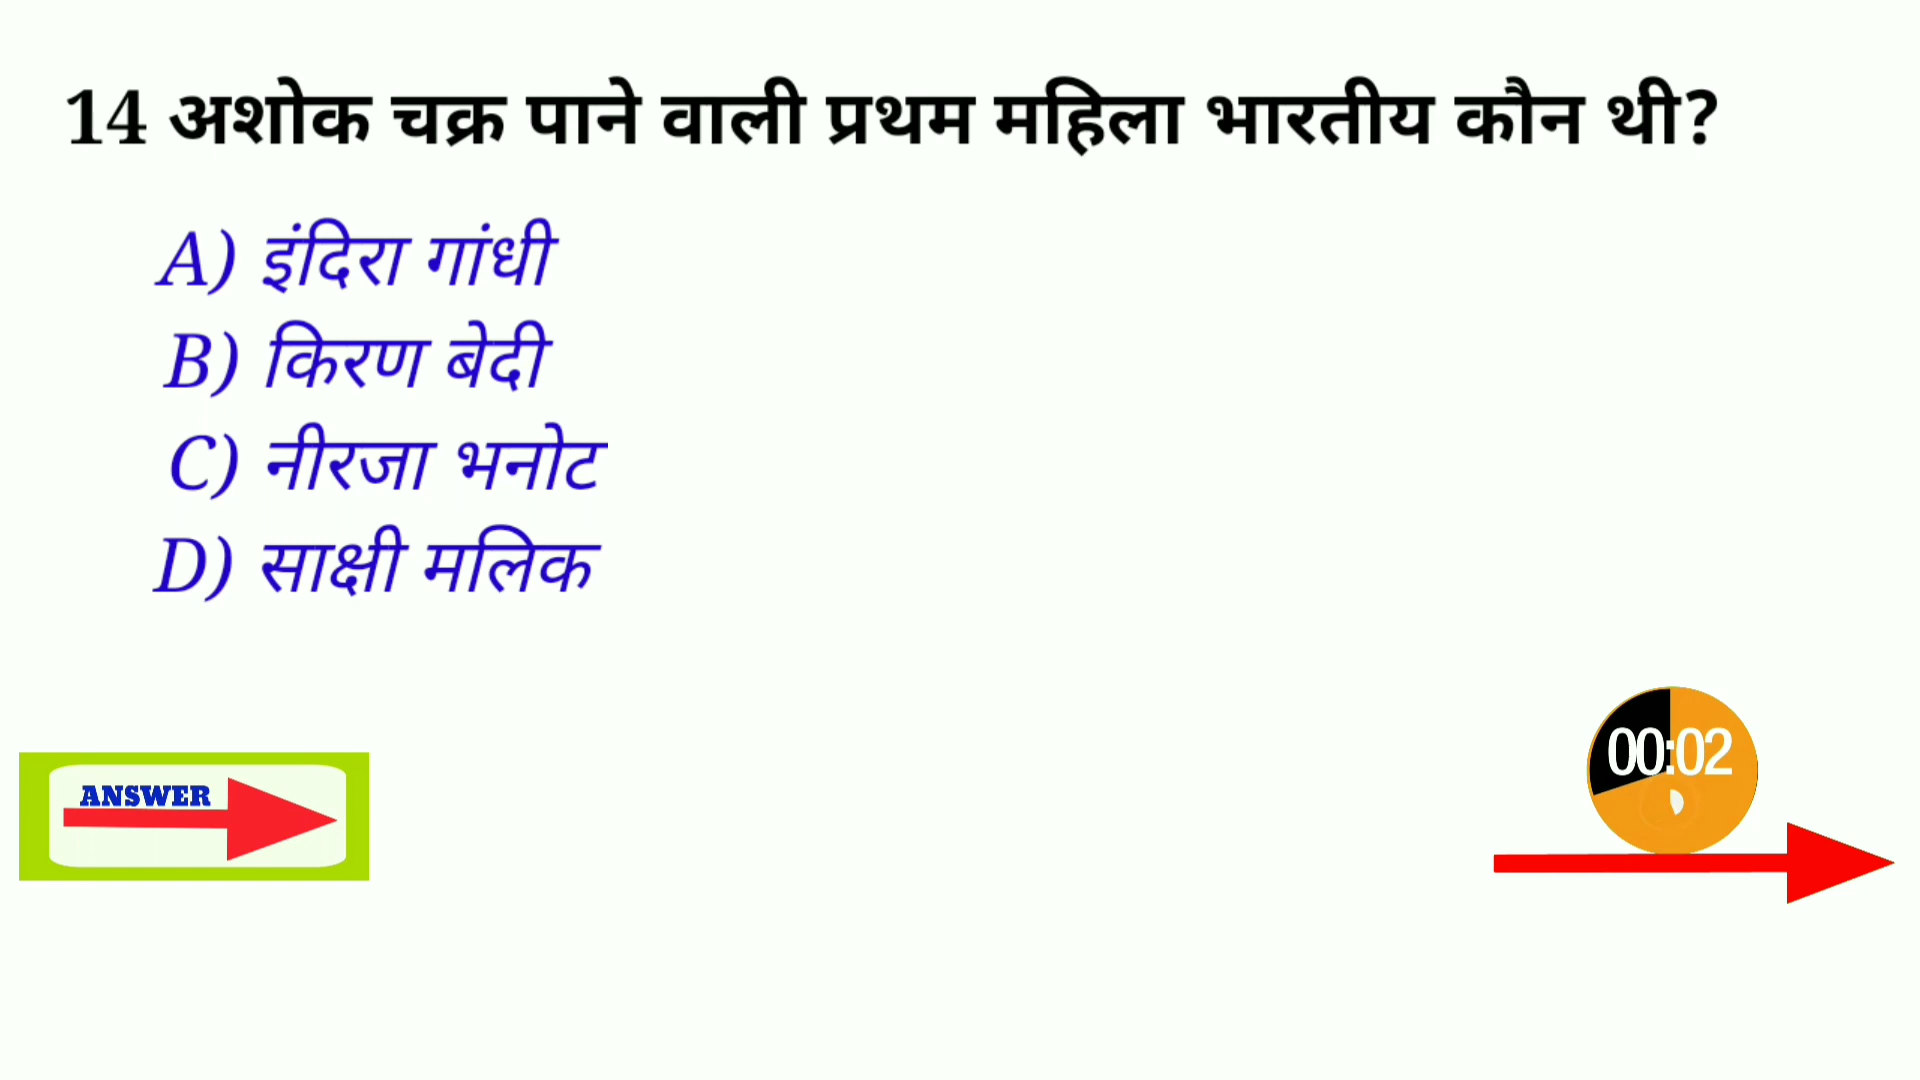 14 अशोक चक्र पाने वाली प्रथम महिला भारतीय कौन थी?
A) इंदिरा गांधी
B) किरण बेदी
C) नीरजा भनोट
D) साक्षी मलिक
00:02
ANSWER